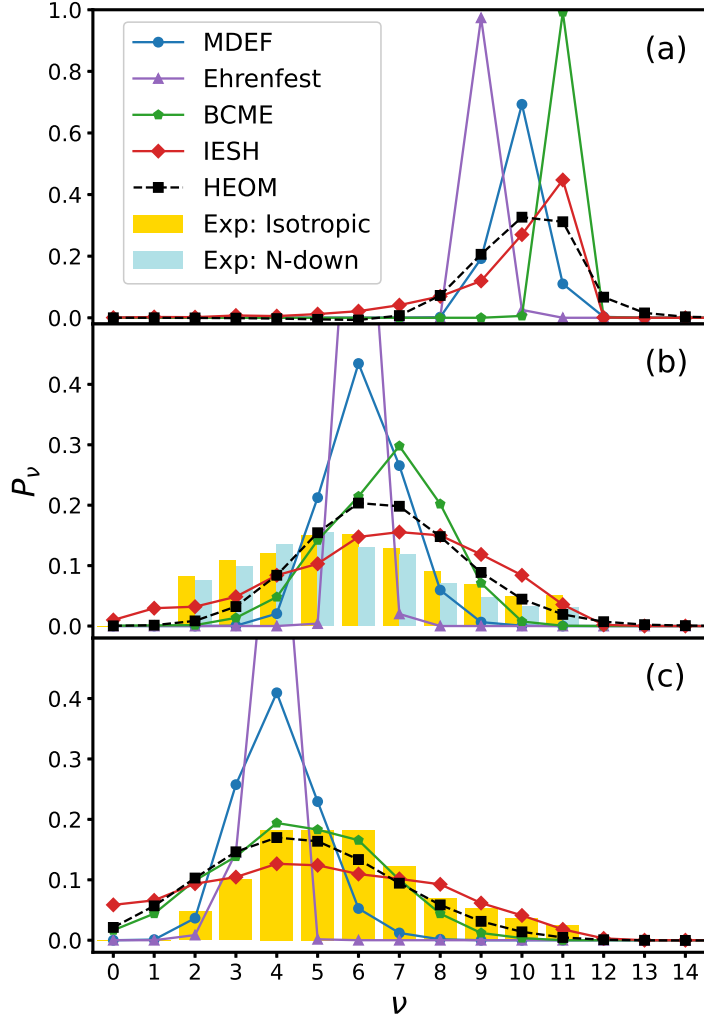 1.0
0.8
0.6
0.4
0.2
0.0
MDEF
Ehrenfest
BCME
IESH
HEOM
Exp: Isotropic
Exp: N-down
(a)
0.4
0.3
0.2
0.1
0.0
(b)
P_ν
0.4
0.3
0.2
0.1
0.0
(c)
0 1 2 3 4 5 6 7 8 9 10 11 12 13 14
ν